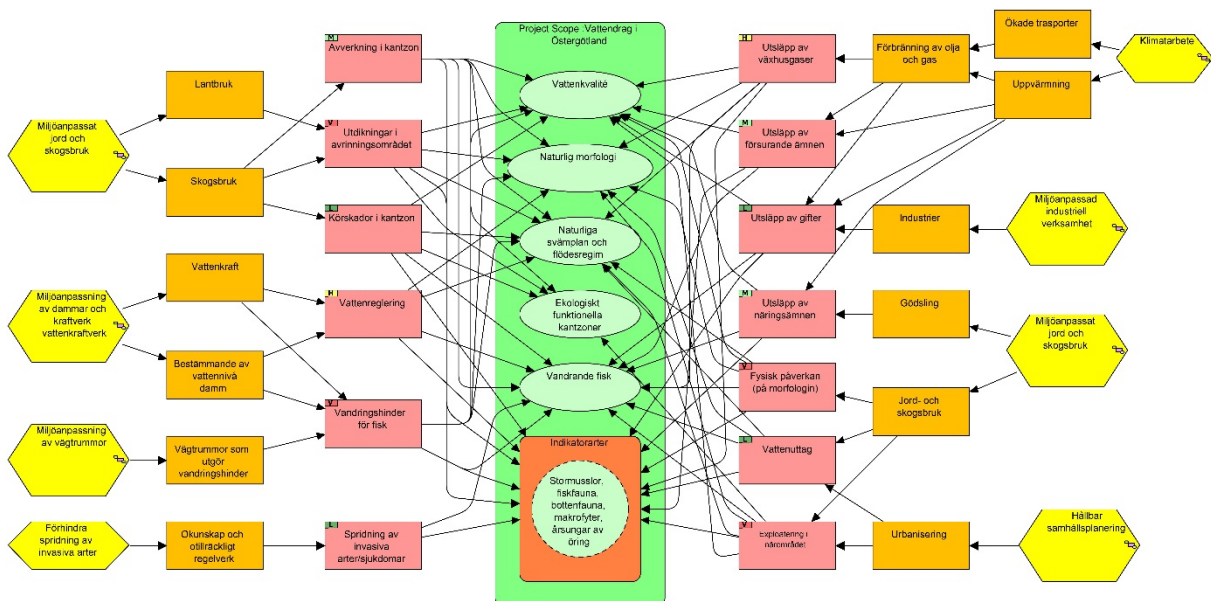 Project Scope :Vattendrag i
Östergötland
Miljöanpassat
jord och
skogsbruk
Miljöanpassning
av dammar och
kraftverk
vattenkraftverk
Miljöanpassning
av vägtrummor
Förhindra
spridning av
invasiva arter
Lantbruk
Skogsbruk
Vattenkraft
Bestämmande av
vattennivå
damm
Vägtrummor som
utgör
vandringshinder
Okunskap och
otillräckligt
regelverk
M
Avverkning i kantzon
V
Utdikningar i
avrinningsområdet
L
Körskador i kantzon
H
Vattenreglering
V
Vandringshinder
för fisk
L
Spridning av
invasiva
arter/sjukdomar
Vattenkvalité
Naturlig morfologi
Naturliga
svämplan och
flödesregim
Ekologiskt
funktionella
kantzoner
Vandrande fisk
Indikatorarter
Stormusslor,
fiskfauna,
bottenfauna,
makrofyter,
årsungar av
öring
H
Utsläpp av
växhusgaser
M
Utsläpp av
försurande ämnen
L
Utsläpp av gifter
M
Utsläpp av
näringsämnen
V
Fysisk påverkan
(på morfologin)
L
Vattenuttag
V
Exploatering i
närområdet
Förbränning av olja
och gas
Ökade trasporter
Uppvärmning
Industrier
Gödsling
Jord- och
skogsbruk
Urbanisering
Klimatarbete
Miljöanpassad
industriell
verksamhet
Miljöanpassat
jord och
skogsbruk
Hållbar
samhällsplanering